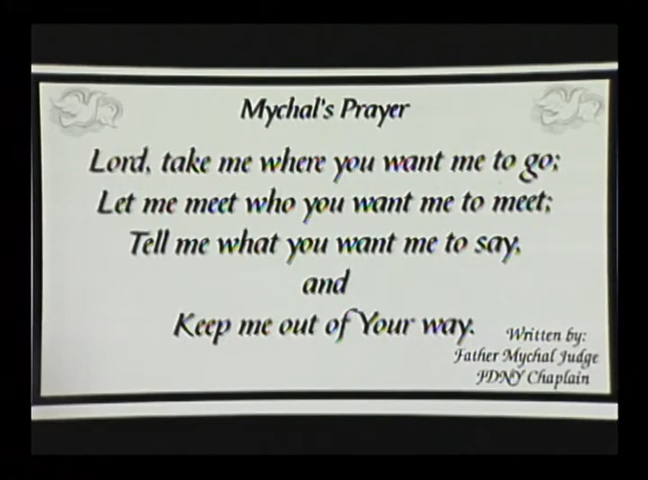 Mychal's Prayer
Lord, take me where you want me to go;
Let me meet who you want me to meet;
Tell me what you want me to say,
and
Keep me out of Your way.
Written by:
Father Mychal Judge
FDNY Chaplain